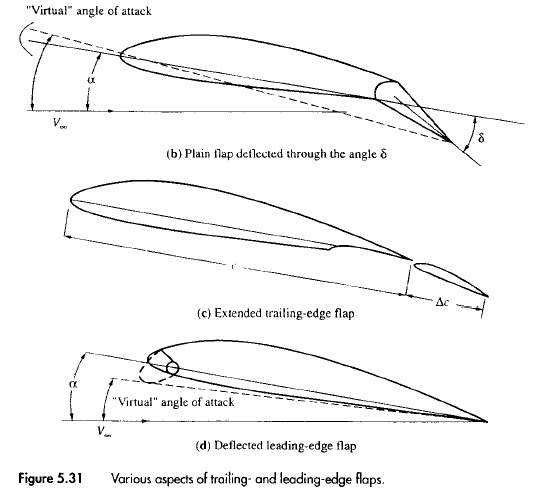 "Virtual" angle of attack
α
V∞
δ
(b) Plain flap deflected through the angle δ
c
Δc
(c) Extended trailing-edge flap
α
"Virtual" angle of attack
V∞
(d) Deflected leading-edge flap
Figure 5.31 Various aspects of trailing- and leading-edge flaps.